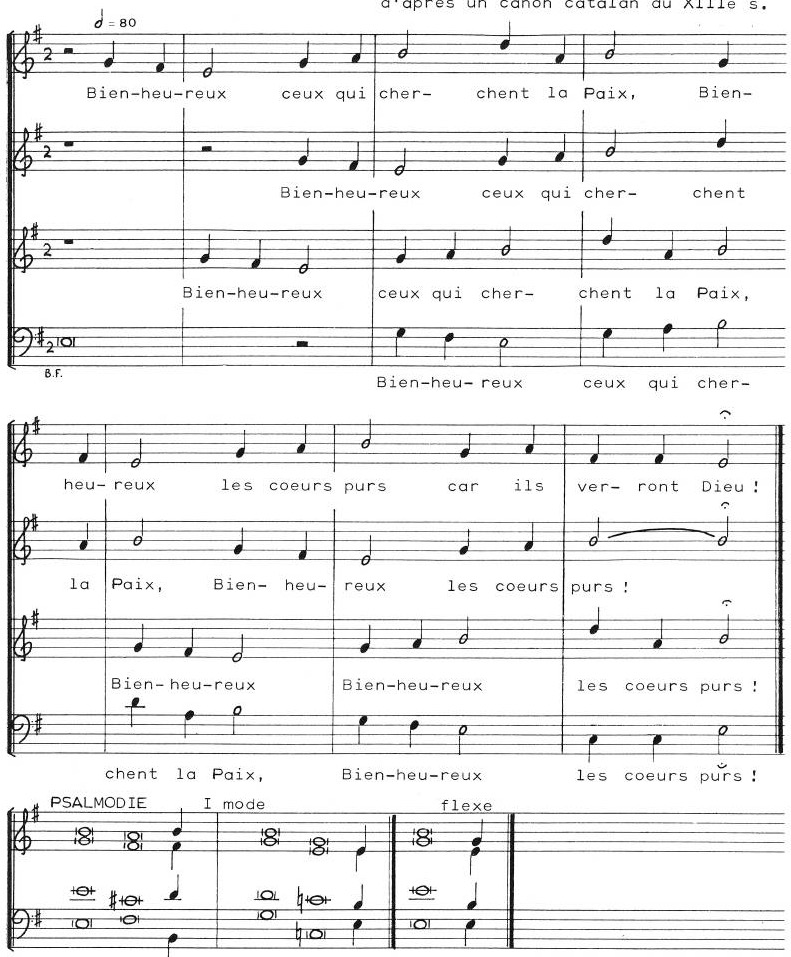 d'après un canon catalan du XIIIe s.
= 80
Bien-heu-reux ceux qui cher- chent la Paix, Bien-
Bien-heu-reux ceux qui cher- chent
Bien-heu-reux ceux qui cher- chent la Paix,
B.F.
Bien-heu-reux ceux qui cher-
heu-reux les coeurs purs car ils ver- ront Dieu !
la Paix, Bien- heu- reux les coeurs purs !
Bien-heu-reux Bien-heu-reux les coeurs purs !
chent la Paix, Bien-heu-reux les coeurs purs !
PSALMODIE I mode flexe